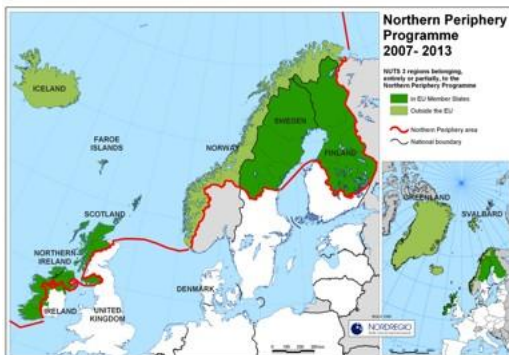 Northern Periphery
Programme
2007- 2013
NUTS 2 regions belonging,
entirely or partially, to the
Northern Periphery Programme
in EU Member States
Outside the EU
Northern Periphery area
National boundary
ICELAND
FAROE
ISLANDS
NORWAY
SWEDEN
FINLAND
SCOTLAND
NORTHERN
IRELAND
IRELAND
UNITED
KINGDOM
DENMARK
GREENLAND
SVALBARD
NORDREGIO